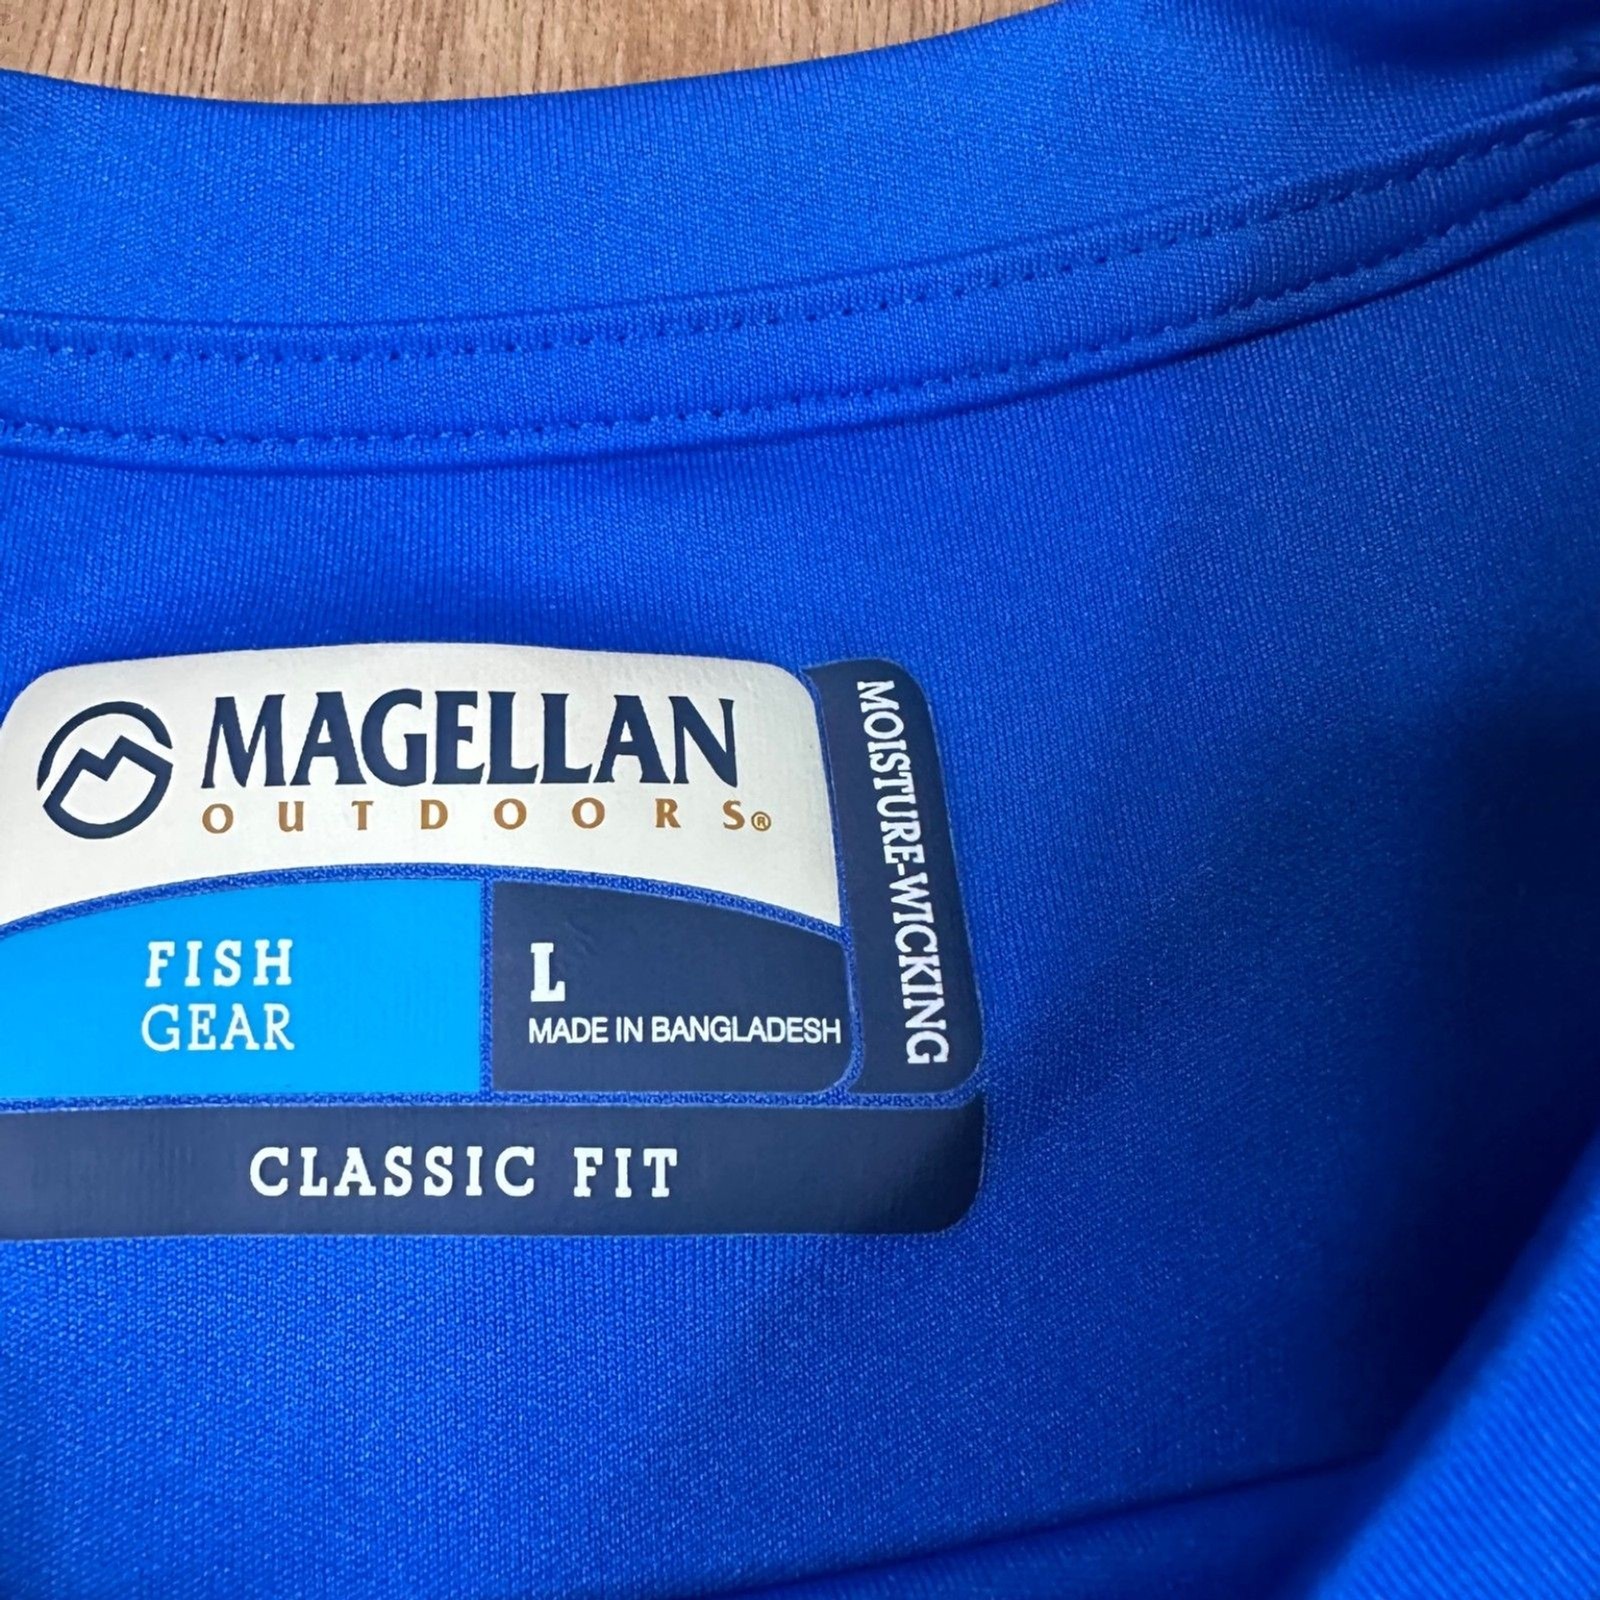 MAGELLAN
OUTDOORS®
MOISTURE-WICKING
FISH
GEAR
L
MADE IN BANGLADESH
CLASSIC FIT